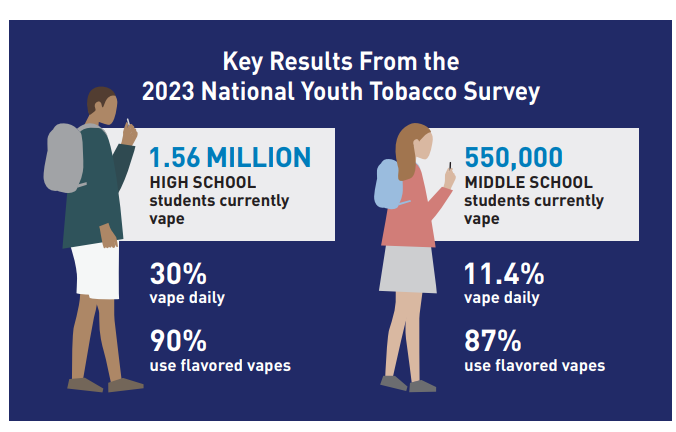 Key Results From the
2023 National Youth Tobacco Survey
1.56 MILLION
HIGH SCHOOL
students currently
vape
30%
vape daily
90%
use flavored vapes
550,000
MIDDLE SCHOOL
students currently
vape
11.4%
vape daily
87%
use flavored vapes